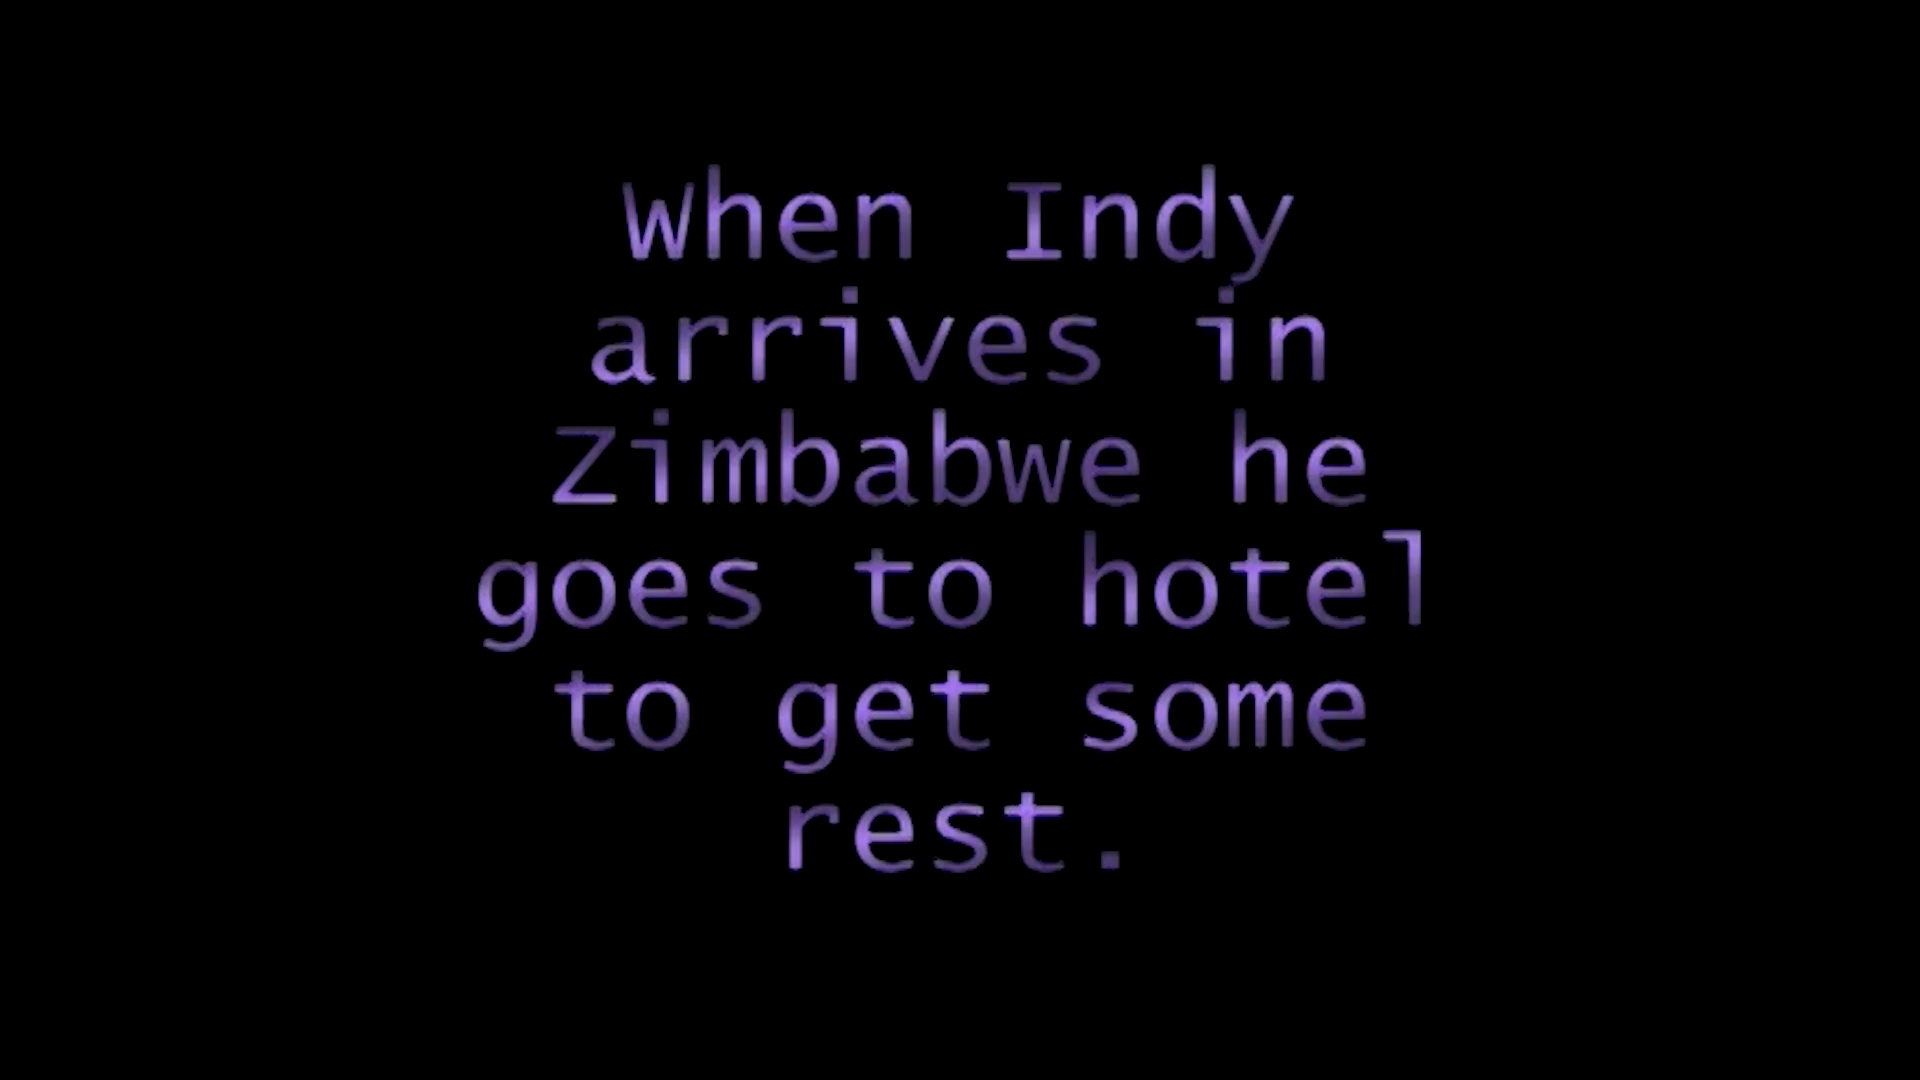 When Indy
arrives in
Zimbabwe he
goes to hotel
to get some
rest.